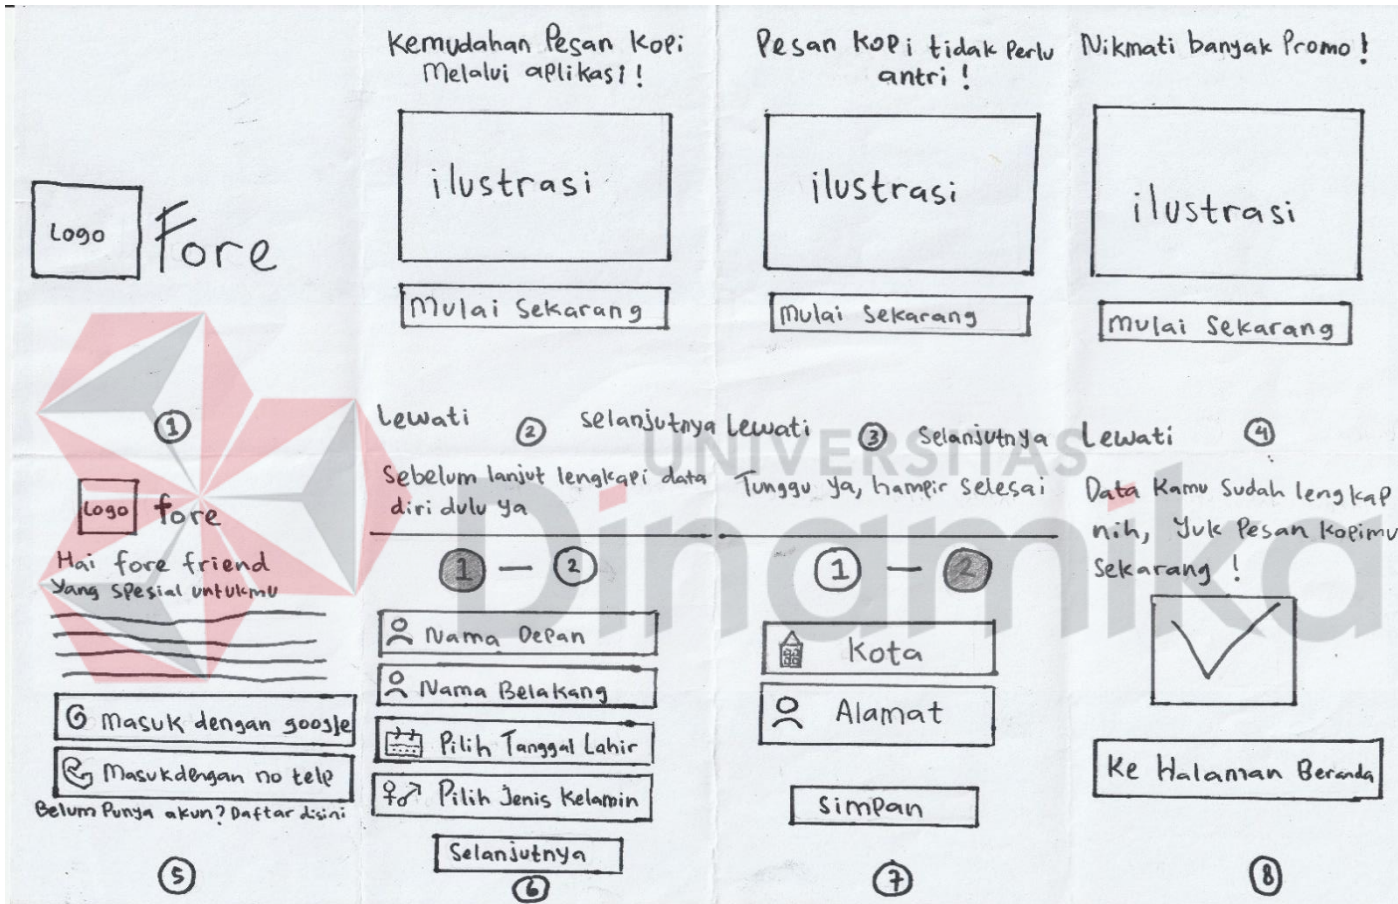 Logo
Fore
1
Kemudahan Pesan Kopi
Melalui aplikasi !
ilustrasi
Mulai Sekarang
Lewati 2 Selanjutnya
Pesan Kopi tidak Perlu
antri !
ilustrasi
Mulai Sekarang
Lewati 3 Selanjutnya
Nikmati banyak Promo !
ilustrasi
Mulai Sekarang
Lewati 4
Logo fore
Hai fore friend
Yang Spesial untukmu
G Masuk dengan google
Masuk dengan no telp
Belum Punya akun? Daftar disini
5
Sebelum lanjut lengkapi data
diri dulu ya
1 — 2
Nama Depan
Nama Belakang
Pilih Tanggal Lahir
Pilih Jenis Kelamin
Selanjutnya
6
Tunggu Ya, hampir Selesai
1 — 2
Kota
Alamat
Simpan
7
Data Kamu Sudah lengkap
nih, Yuk Pesan Kopimu
Sekarang !
Ke Halaman Beranda
8
UNIVERSITAS
Dinamika